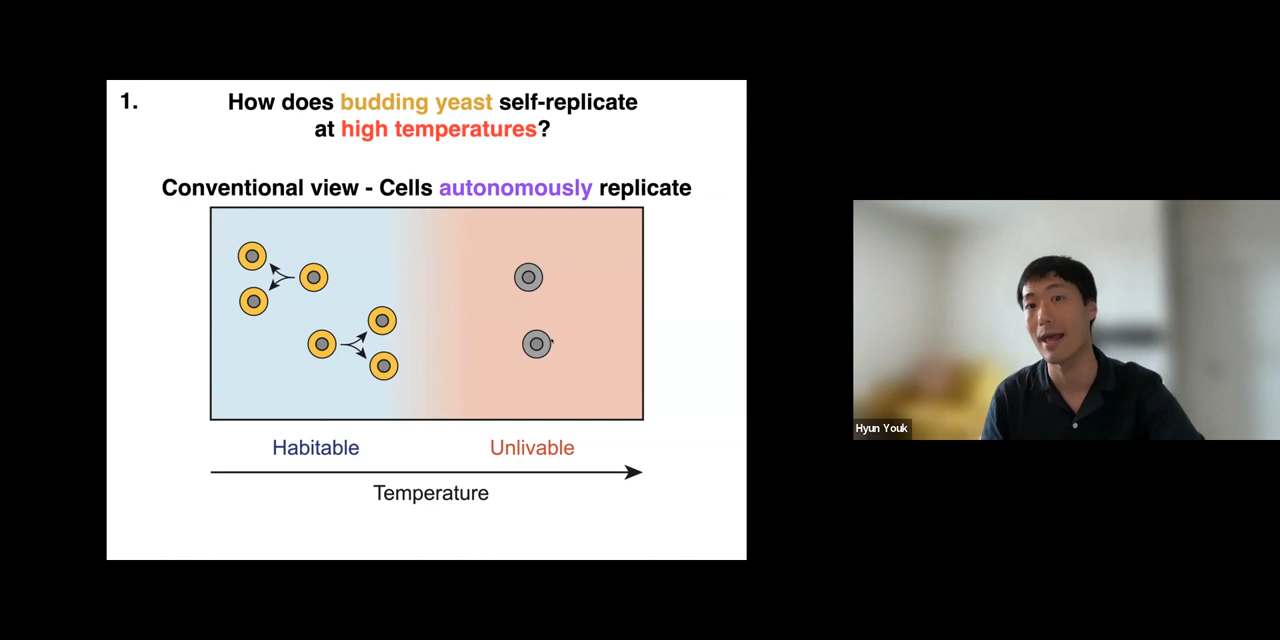 1.
How does budding yeast self-replicate
at high temperatures?
Conventional view - Cells autonomously replicate
Habitable
Unlivable
Temperature
Hyun Youk